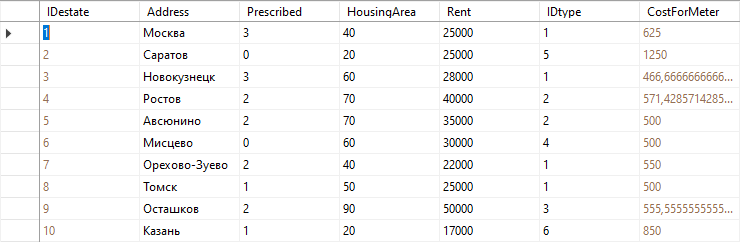 IDestate Address Prescribed HousingArea Rent IDtype CostForMeter
1 Москва 3 40 25000 1 625
2 Саратов 0 20 25000 5 1250
3 Новокузнецк 3 60 28000 1 466,6666666666...
4 Ростов 2 70 40000 2 571,4285714285...
5 Авсюнино 2 70 35000 2 500
6 Мисцево 0 60 30000 4 500
7 Орехово-Зуево 2 40 22000 1 550
8 Томск 1 50 25000 1 500
9 Осташков 2 90 50000 3 555,5555555555...
10 Казань 1 20 17000 6 850